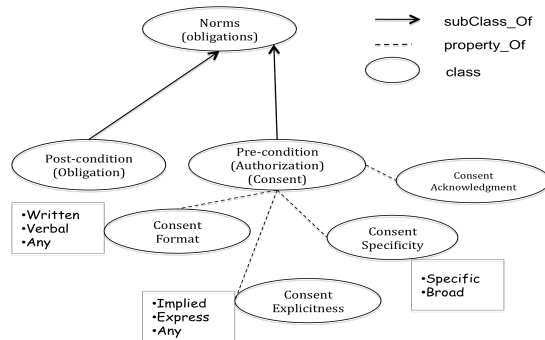 Norms
(obligations)
subClass_Of
property_Of
class
Post-condition
(Obligation)
Pre-condition
(Authorization)
(Consent)
Consent
Acknowledgment
•Written
•Verbal
•Any
Consent
Format
Consent
Specificity
•Specific
•Broad
•Implied
•Express
•Any
Consent
Explicitness